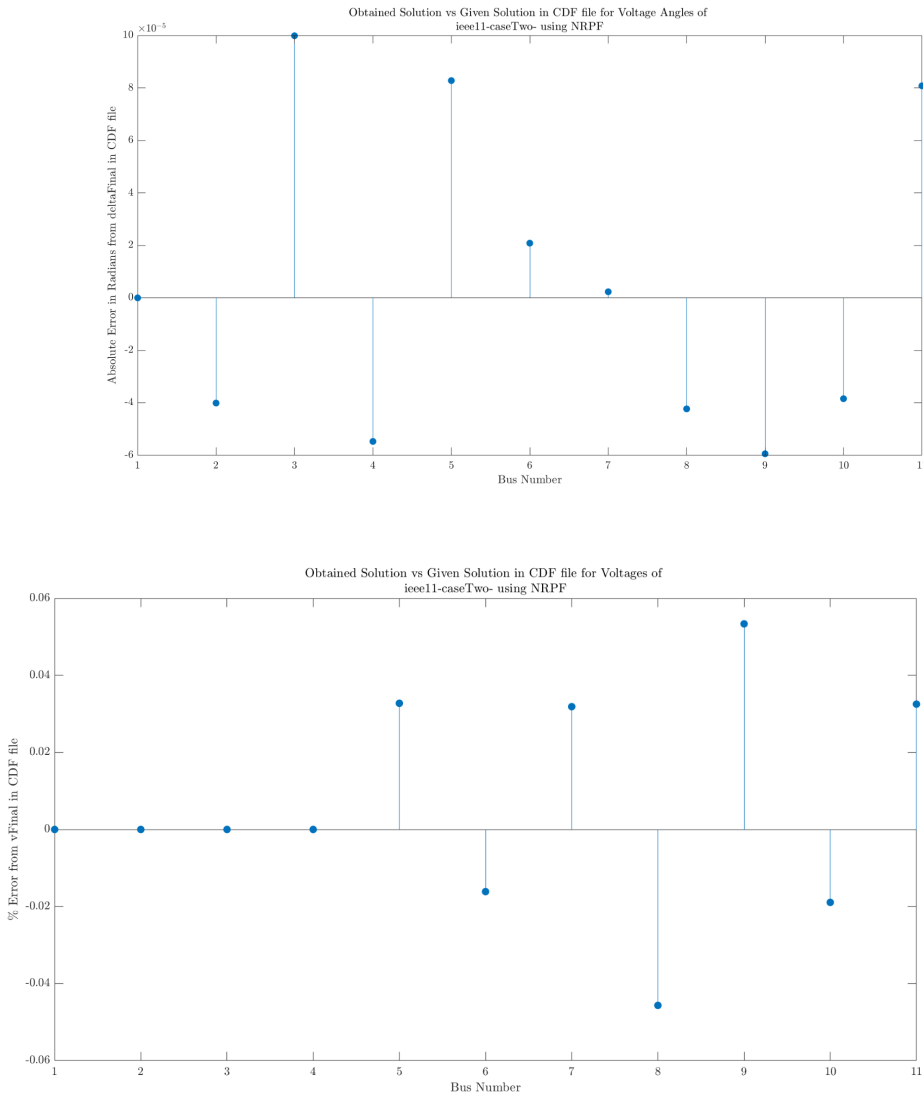 Obtained Solution vs Given Solution in CDF file for Voltage Angles of
ieee11-caseTwo- using NRPF
×10⁻⁵
10
8
6
4
2
0
-2
-4
-6
Absolute Error in Radians from deltaFinal in CDF file
1 2 3 4 5 6 7 8 9 10 1
Bus Number
Obtained Solution vs Given Solution in CDF file for Voltages of
ieee11-caseTwo- using NRPF
0.06
0.04
0.02
0
-0.02
-0.04
-0.06
% Error from vFinal in CDF file
1 2 3 4 5 6 7 8 9 10 11
Bus Number